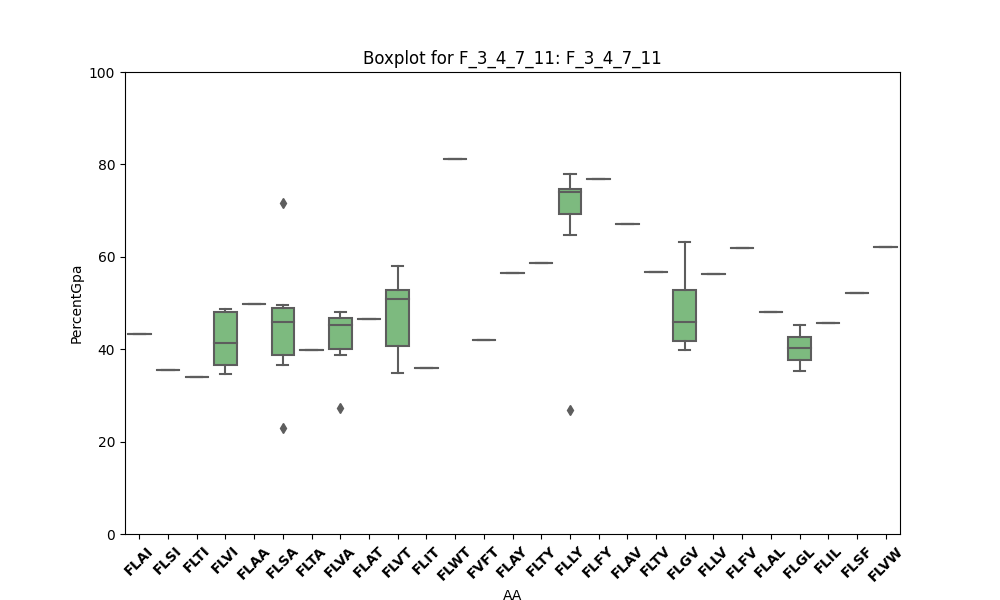 Boxplot for F_3_4_7_11: F_3_4_7_11
100
80
60
40
20
0
PercentGpa
FLAI FLSI FLTI FLVI FLAA FLSA FLTA FLVA FLAT FLVT FLIT FLWT FVFT FLAY FLTY FLLY FLFY FLAV FLTV FLGV FLLV FLFV FLAL FLGL FLIL FLSF FLVW
AA